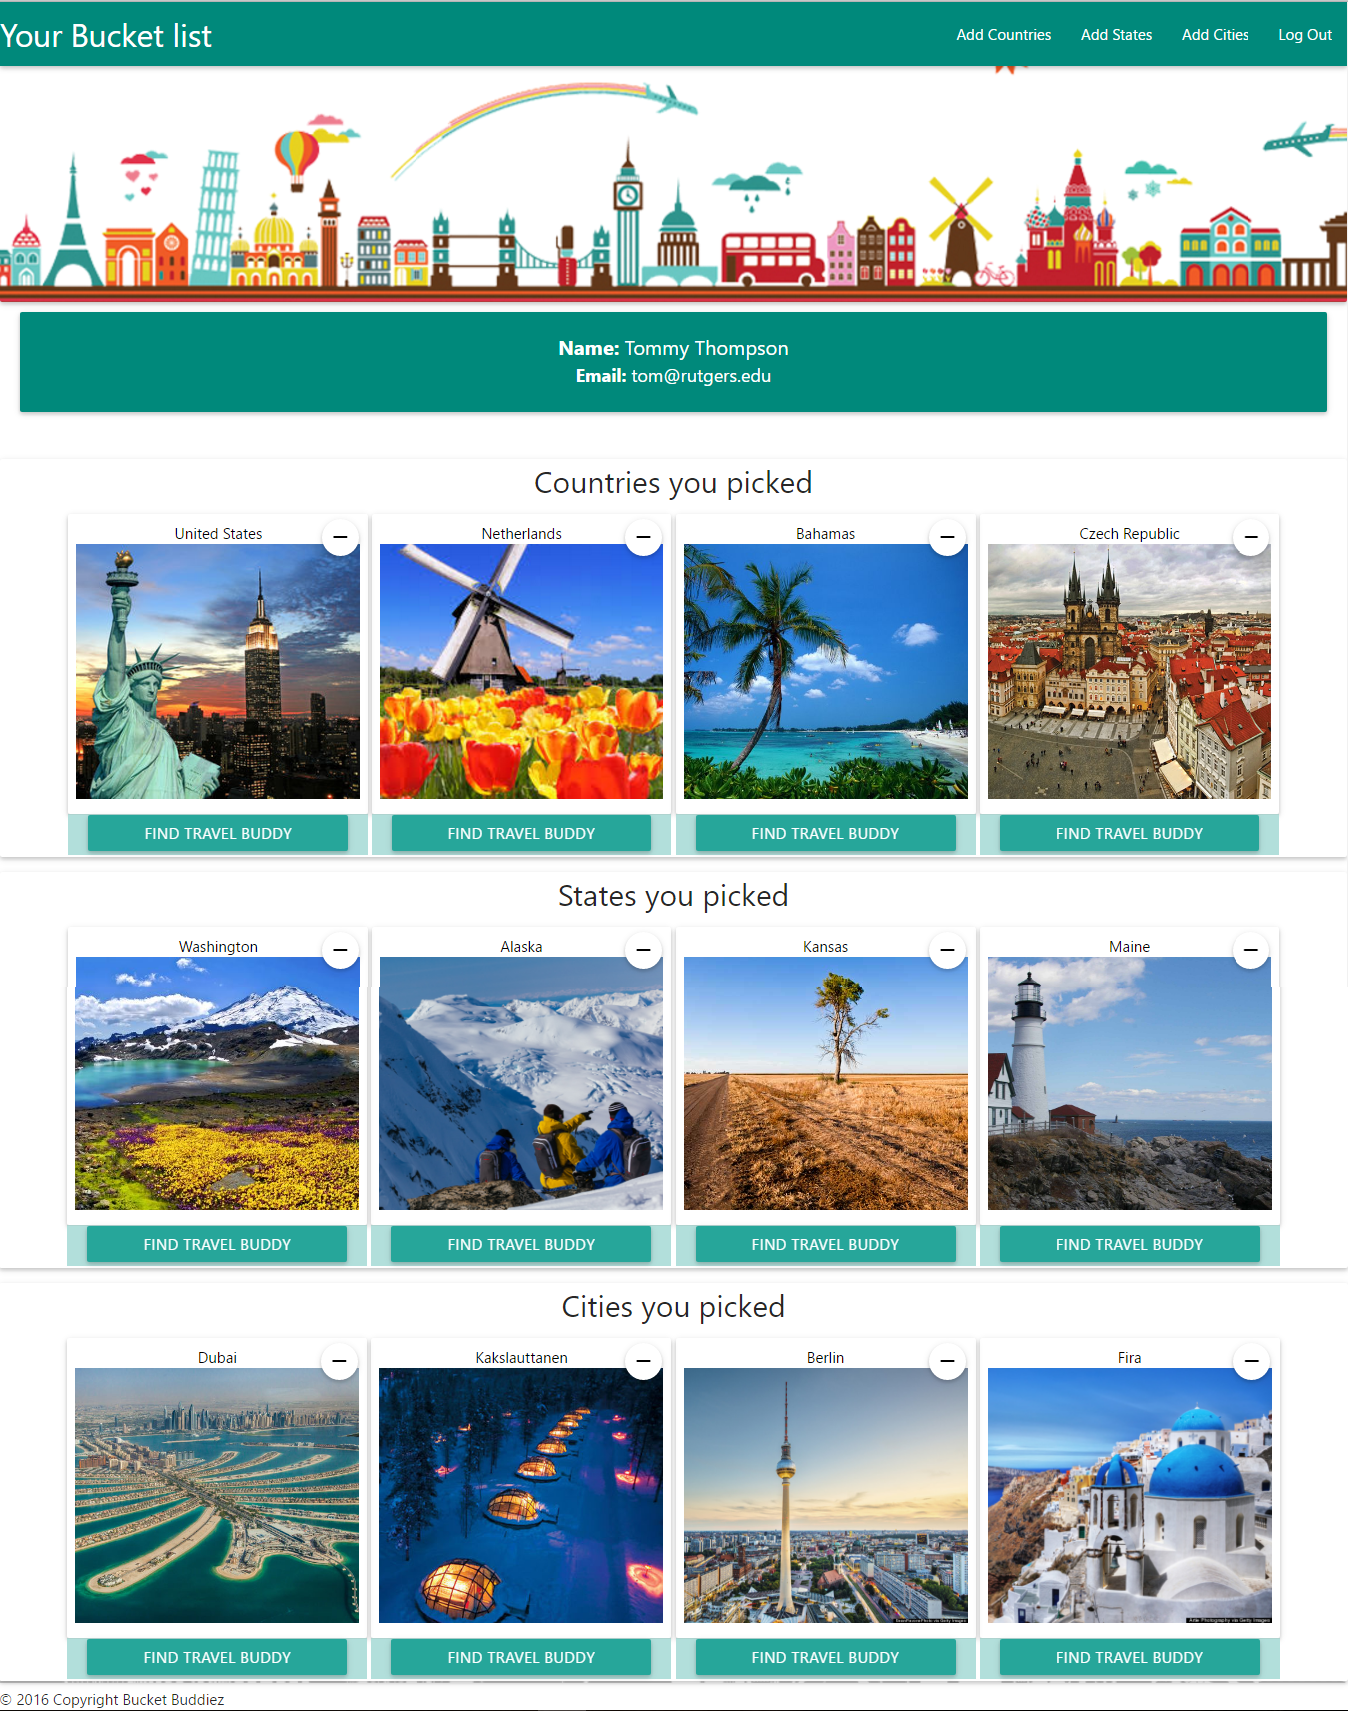 Your Bucket list
Add Countries Add States Add Cities Log Out
Name: Tommy Thompson
Email: tom@rutgers.edu
Countries you picked
United States Netherlands Bahamas Czech Republic
FIND TRAVEL BUDDY FIND TRAVEL BUDDY FIND TRAVEL BUDDY FIND TRAVEL BUDDY
States you picked
Washington Alaska Kansas Maine
FIND TRAVEL BUDDY FIND TRAVEL BUDDY FIND TRAVEL BUDDY FIND TRAVEL BUDDY
Cities you picked
Dubai Kakslauttanen Berlin Fira
FIND TRAVEL BUDDY FIND TRAVEL BUDDY FIND TRAVEL BUDDY FIND TRAVEL BUDDY
© 2016 Copyright Bucket Buddiez